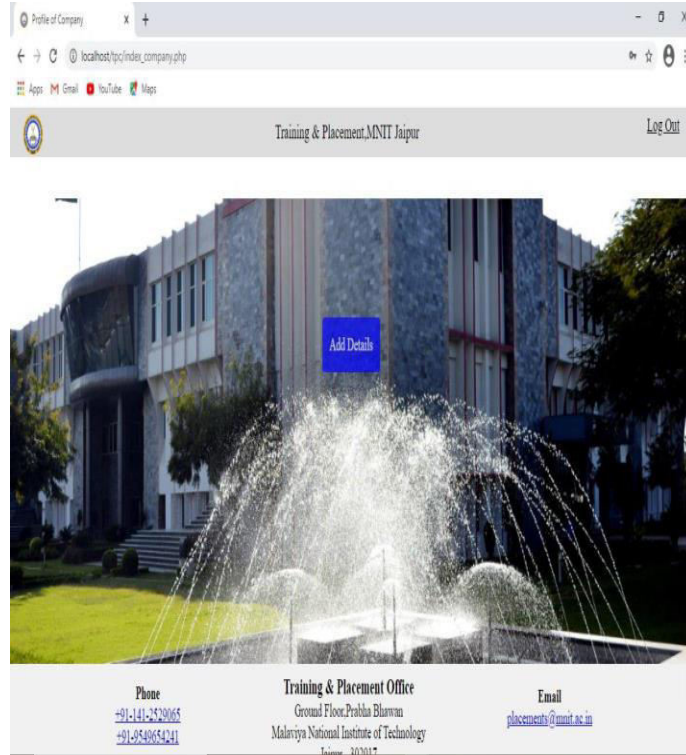 Profile of Company
localhost/tpc/index_company.php
Apps Gmail YouTube Maps
Training & Placement,MNIT Jaipur
Log Out
Add Details
Phone
+91-141-2529065
+91-9549654241
Training & Placement Office
Ground Floor,Prabha Bhawan
Malaviya National Institute of Technology
Jaipur - 302017
Email
placements@mnit.ac.in